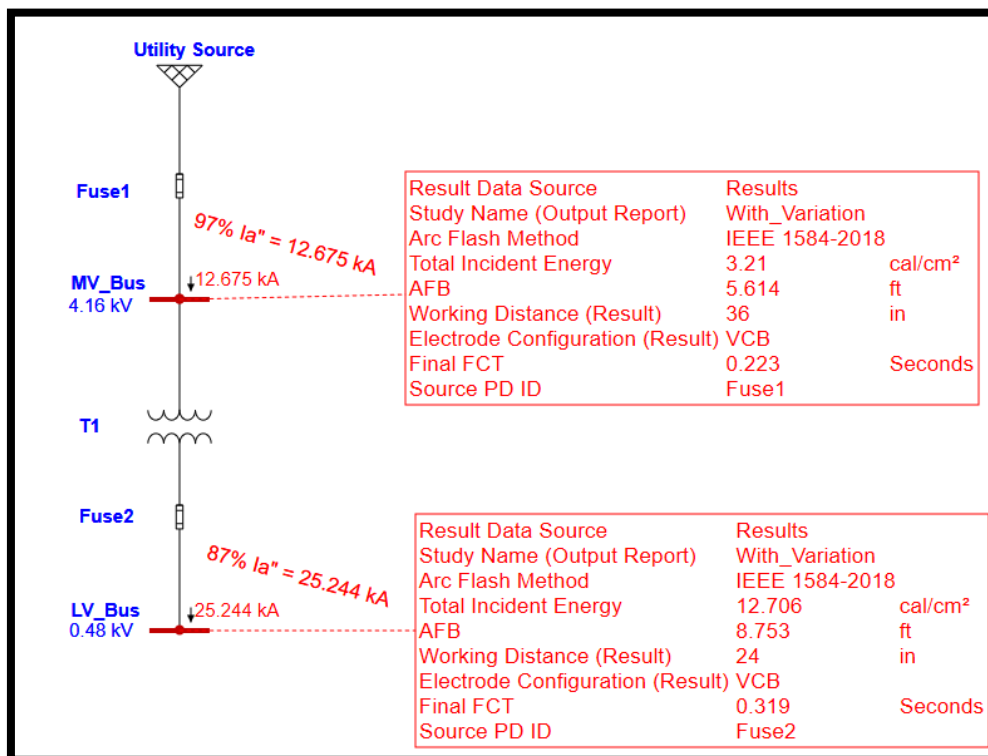 Utility Source
Fuse1
97% Ia" = 12.675 kA
12.675 kA
MV_Bus
4.16 kV
Result Data Source Results
Study Name (Output Report) With_Variation
Arc Flash Method IEEE 1584-2018
Total Incident Energy 3.21 cal/cm²
AFB 5.614 ft
Working Distance (Result) 36 in
Electrode Configuration (Result) VCB
Final FCT 0.223 Seconds
Source PD ID Fuse1
T1
Fuse2
87% Ia" = 25.244 kA
25.244 kA
LV_Bus
0.48 kV
Result Data Source Results
Study Name (Output Report) With_Variation
Arc Flash Method IEEE 1584-2018
Total Incident Energy 12.706 cal/cm²
AFB 8.753 ft
Working Distance (Result) 24 in
Electrode Configuration (Result) VCB
Final FCT 0.319 Seconds
Source PD ID Fuse2